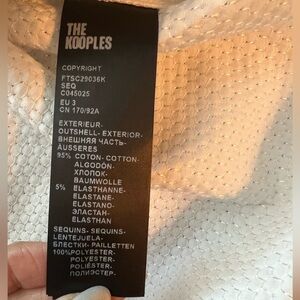 THE
KOOPLES
COPYRIGHT
FTSC29036K
SEQ
C045025
EU 3
CN 170/92A
EXTERIEUR-
OUTSHELL- EXTERIOR-
ВНЕШНЯЯ ЧАСТЬ-
ÄUSSERES
95% COTON- COTTON-
ALGODÓN-
ХЛОПОК-
BAUMWOLLE
5% ELASTHANNE-
ELASTANE-
ELASTANO-
ЭЛАСТАН-
ELASTHAN
SEQUINS- SEQUINS-
LENTEJUELA-
БЛЕСТКИ- PAILLETTEN
100%POLYESTER-
POLYESTER-
POLIÉSTER-
ПОЛИЭСТЕР-